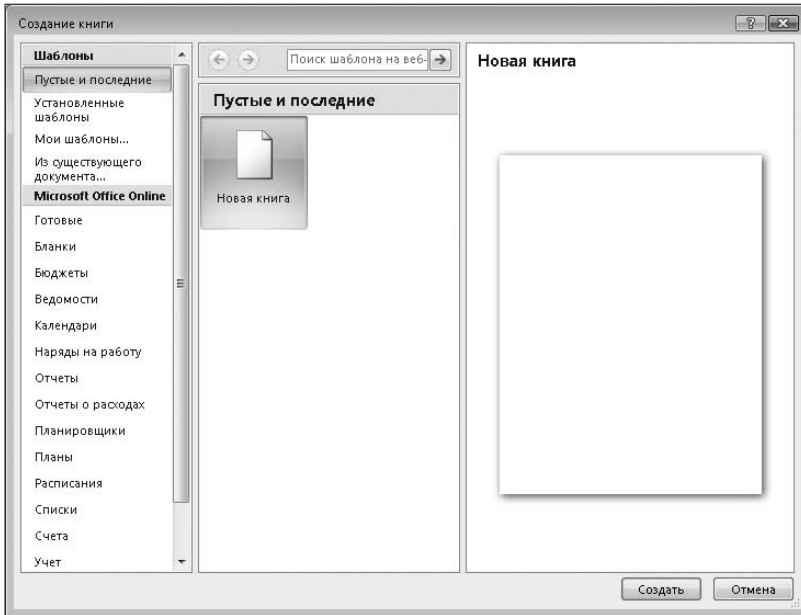 Создание книги
Шаблоны
Пустые и последние
Установленные
шаблоны
Мои шаблоны...
Из существующего
документа...
Microsoft Office Online
Готовые
Бланки
Бюджеты
Ведомости
Календари
Наряды на работу
Отчеты
Отчеты о расходах
Планировщики
Планы
Расписания
Списки
Счета
Учет
Поиск шаблона на веб-
Пустые и последние
Новая книга
Новая книга
Создать
Отмена